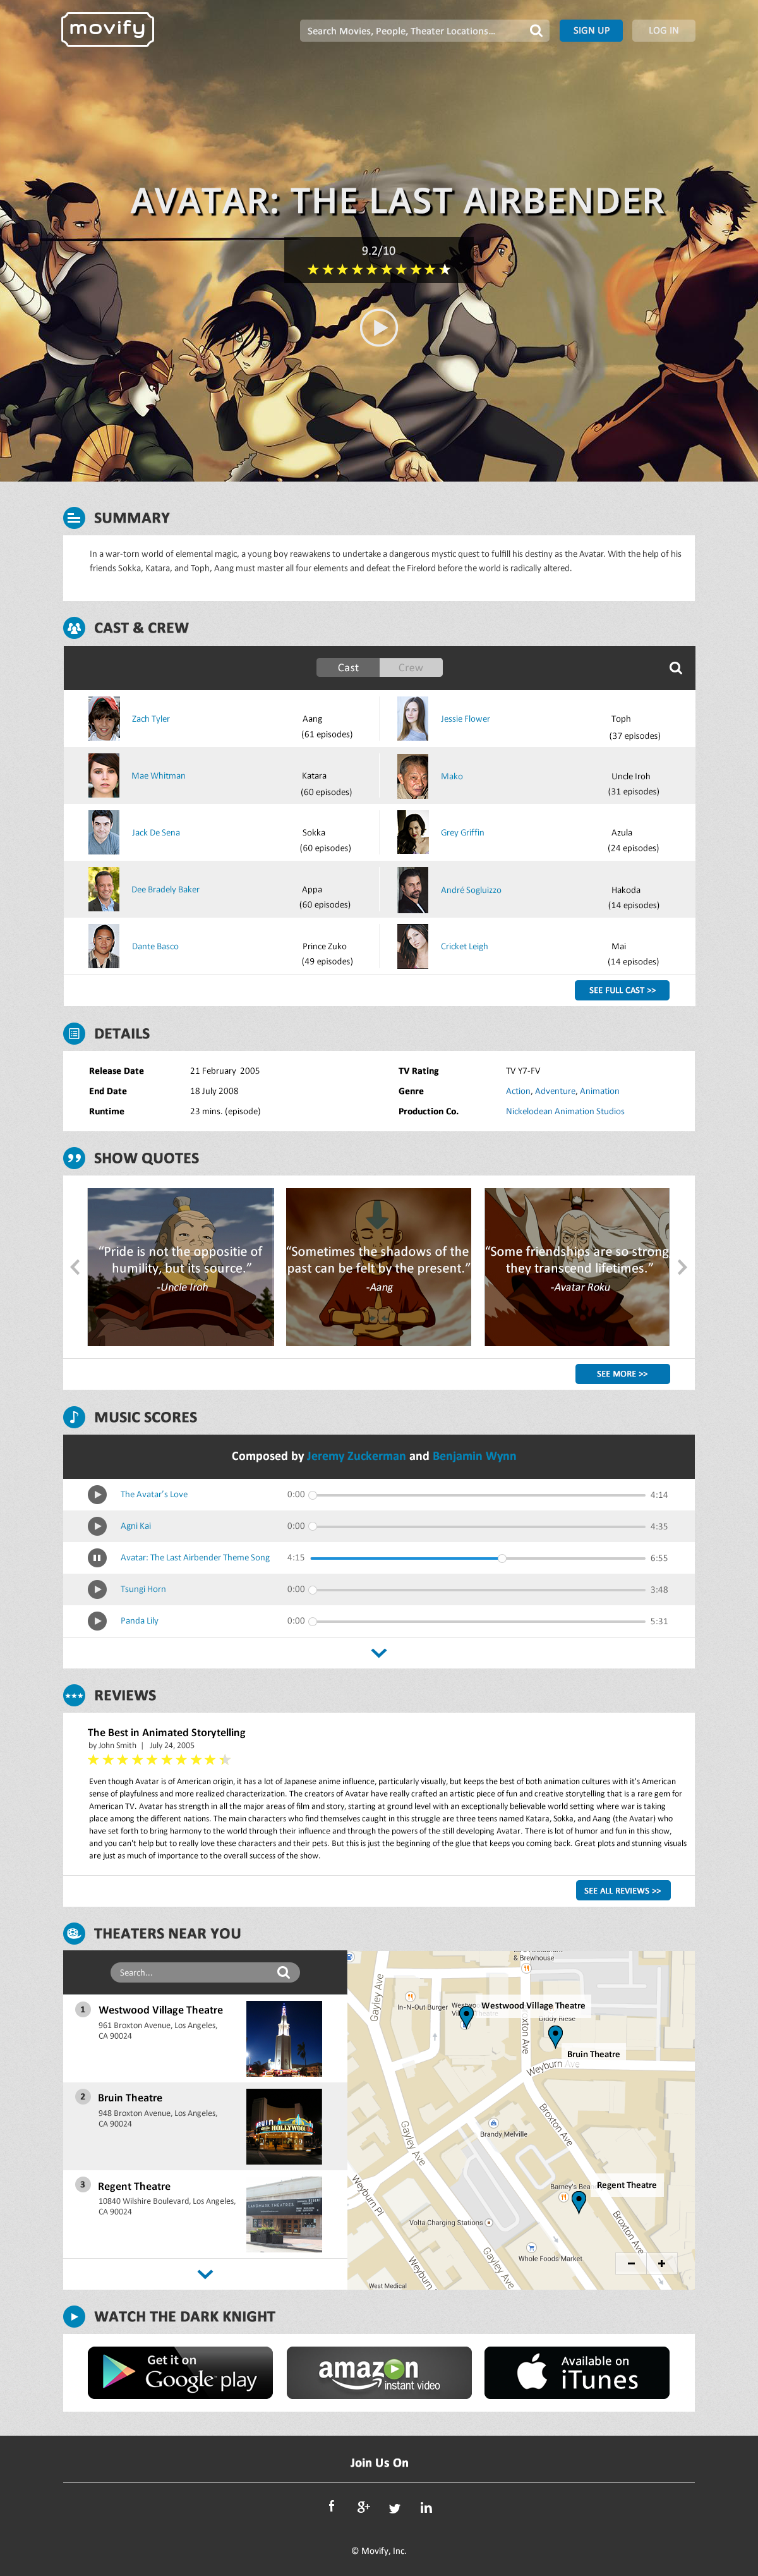 movify
Search Movies, People, Theater Locations...
SIGN UP
LOG IN
AVATAR: THE LAST AIRBENDER
9.2/10
SUMMARY
In a war-torn world of elemental magic, a young boy reawakens to undertake a dangerous mystic quest to fulfill his destiny as the Avatar. With the help of his
friends Sokka, Katara, and Toph, Aang must master all four elements and defeat the Firelord before the world is radically altered.
CAST & CREW
Cast
Crew
Zach Tyler
Aang
(61 episodes)
Jessie Flower
Toph
(37 episodes)
Mae Whitman
Katara
(60 episodes)
Mako
Uncle Iroh
(31 episodes)
Jack De Sena
Sokka
(60 episodes)
Grey Griffin
Azula
(24 episodes)
Dee Bradely Baker
Appa
(60 episodes)
André Sogluizzo
Hakoda
(14 episodes)
Dante Basco
Prince Zuko
(49 episodes)
Cricket Leigh
Mai
(14 episodes)
SEE FULL CAST >>
DETAILS
Release Date
21 February 2005
TV Rating
TV Y7-FV
End Date
18 July 2008
Genre
Action, Adventure, Animation
Runtime
23 mins. (episode)
Production Co.
Nickelodean Animation Studios
SHOW QUOTES
“Pride is not the oppositie of
humility, but its source.”
-Uncle Iroh
“Sometimes the shadows of the
past can be felt by the present.”
-Aang
“Some friendships are so strong
they transcend lifetimes.”
-Avatar Roku
SEE MORE >>
MUSIC SCORES
Composed by Jeremy Zuckerman and Benjamin Wynn
The Avatar’s Love
0:00
4:14
Agni Kai
0:00
4:35
Avatar: The Last Airbender Theme Song
4:15
6:55
Tsungi Horn
0:00
3:48
Panda Lily
0:00
5:31
REVIEWS
The Best in Animated Storytelling
by John Smith | July 24, 2005
Even though Avatar is of American origin, it has a lot of Japanese anime influence, particularly visually, but keeps the best of both animation cultures with it's American
sense of playfulness and more realized characterization. The creators of Avatar have really crafted an artistic piece of fun and creative storytelling that is a rare gem for
American TV. Avatar has strength in all the major areas of film and story, starting at ground level with an exceptionally believable world setting where war is taking
place among the different nations. The main characters who find themselves caught in this struggle are three teens named Katara, Sokka, and Aang (the Avatar) who
have set forth to bring harmony to the world through their influence and through the powers of the still developing Avatar. There is lot of humor and fun in this show,
and you can't help but to really love these characters and their pets. But this is just the beginning of the glue that keeps you coming back. Great plots and stunning visuals
are just as much of importance to the overall success of the show.
SEE ALL REVIEWS >>
THEATERS NEAR YOU
Search...
1
Westwood Village Theatre
961 Broxton Avenue, Los Angeles,
CA 90024
2
Bruin Theatre
948 Broxton Avenue, Los Angeles,
CA 90024
3
Regent Theatre
10840 Wilshire Boulevard, Los Angeles,
CA 90024
& Brewhouse
Gayley Ave
In-N-Out Burger
Westwood Village Theatre
Diddy Riese
Bruin Theatre
Weyburn Ave
Brandy Melville
Broxton Ave
Gayley Ave
Weyburn Pl
Regent Theatre
Volta Charging Stations
Broxton Ave
Whole Foods Market
Gayley Ave
West Medical
WATCH THE DARK KNIGHT
Get it on
Google play
amazon
instant video
Available on
iTunes
Join Us On
© Movify, Inc.